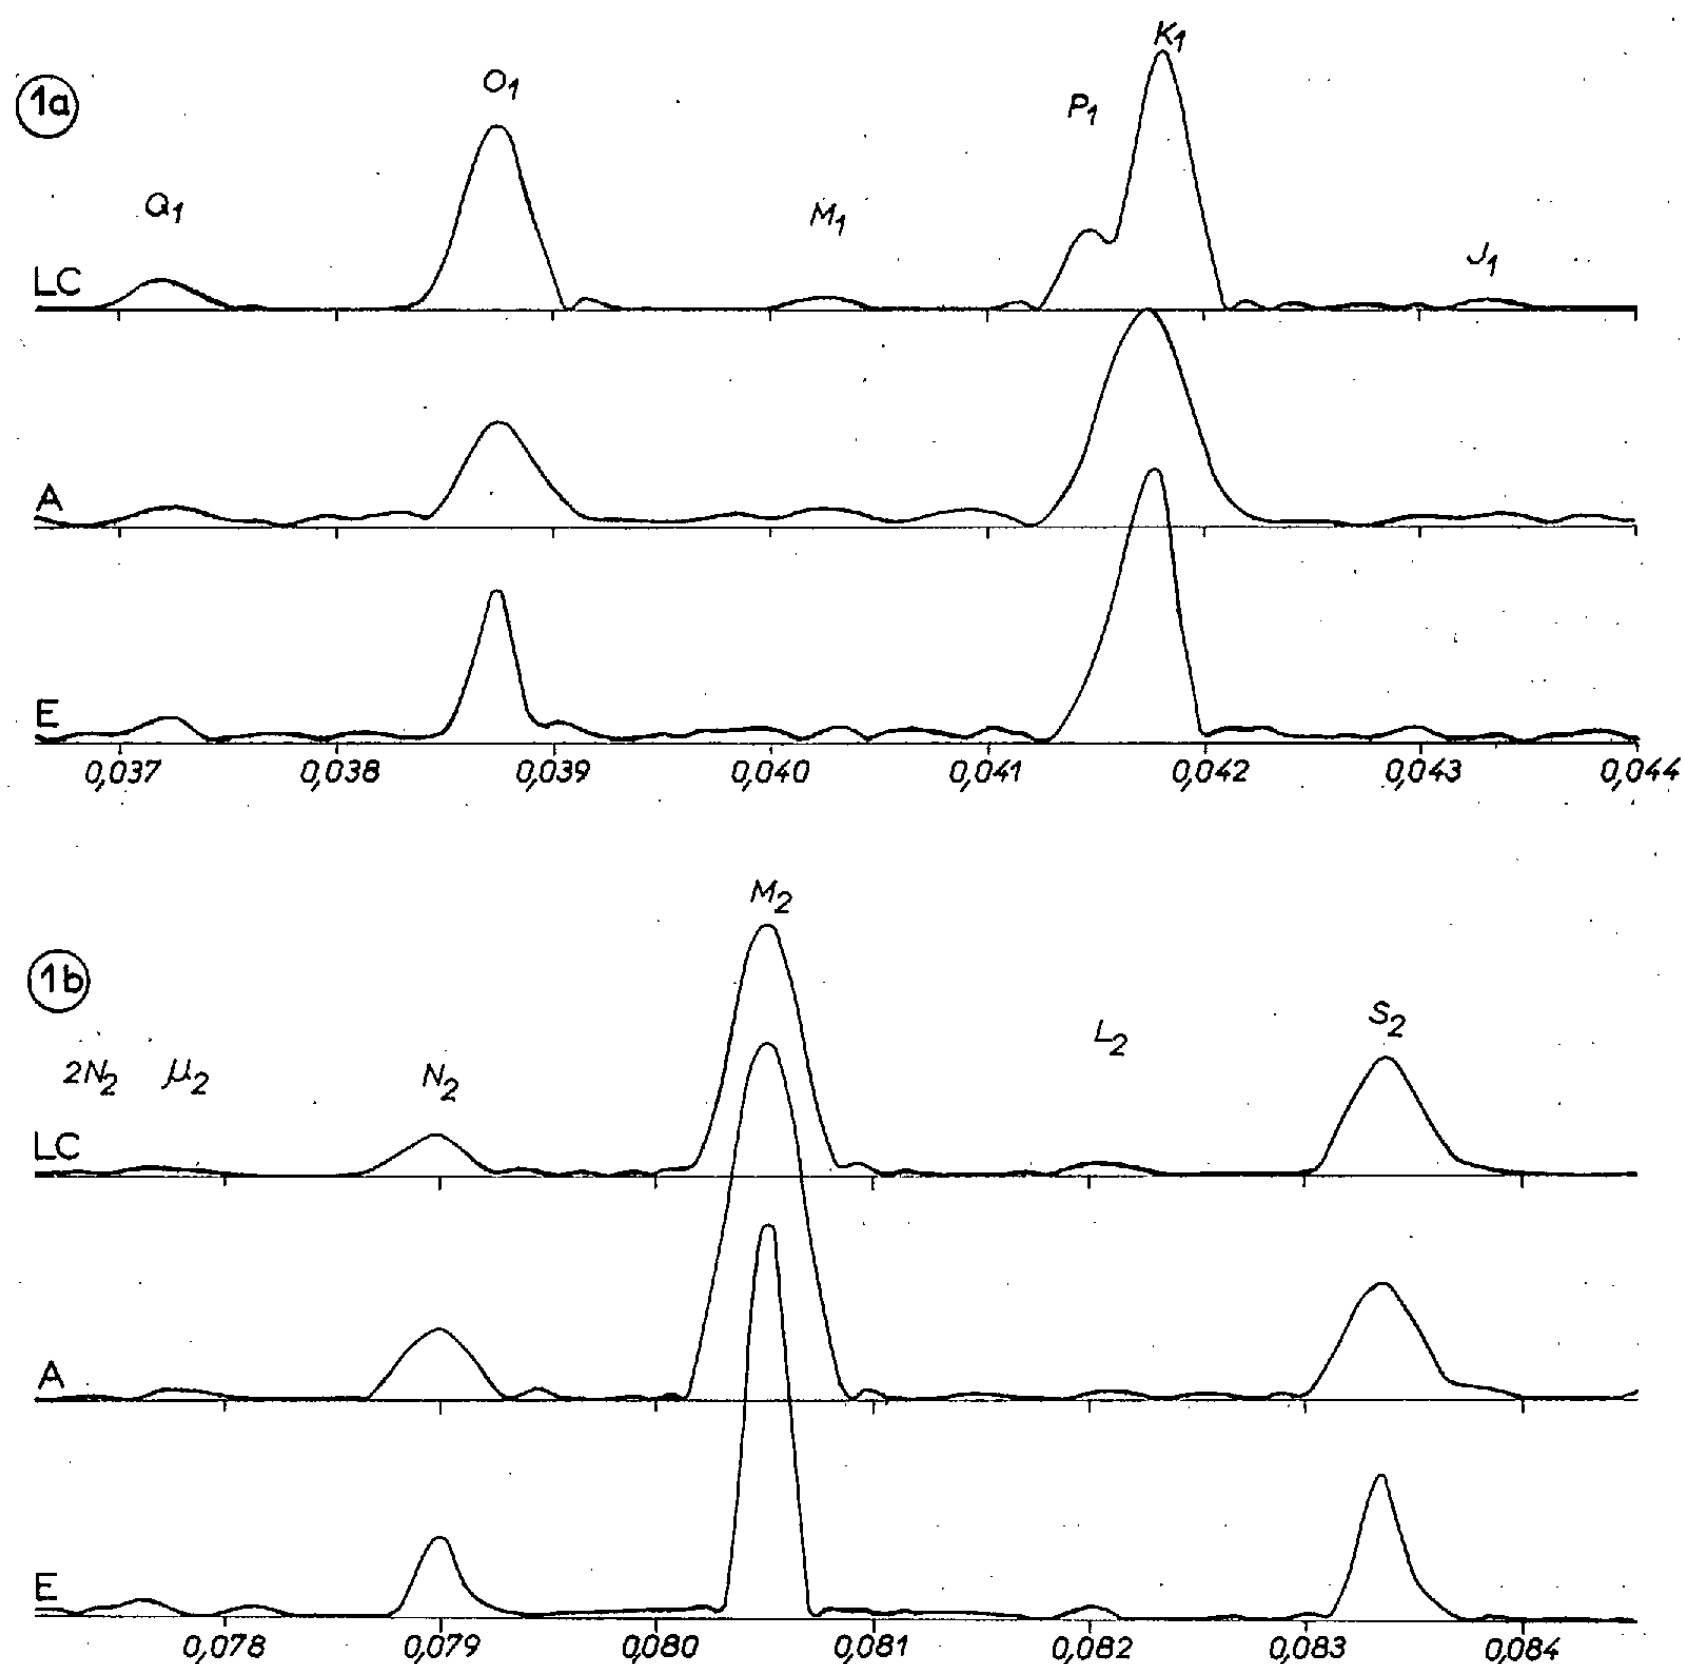 1a
Q1 O1 M1 P1 K1 J1
LC
A
E
0,037 0,038 0,039 0,040 0,041 0,042 0,043 0,044
1b
2N2 μ2 N2 M2 L2 S2
LC
A
E
0,078 0,079 0,080 0,081 0,082 0,083 0,084